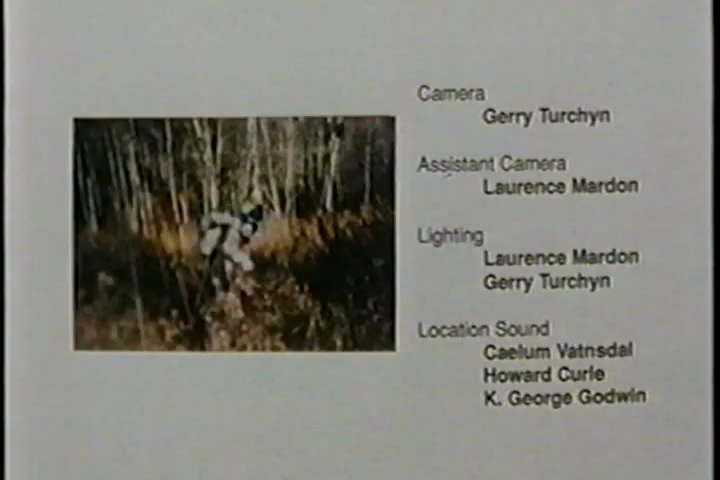 Camera
Gerry Turchyn
Assistant Camera
Laurence Mardon
Lighting
Laurence Mardon
Gerry Turchyn
Location Sound
Caelum Vatnsdal
Howard Curle
K. George Godwin